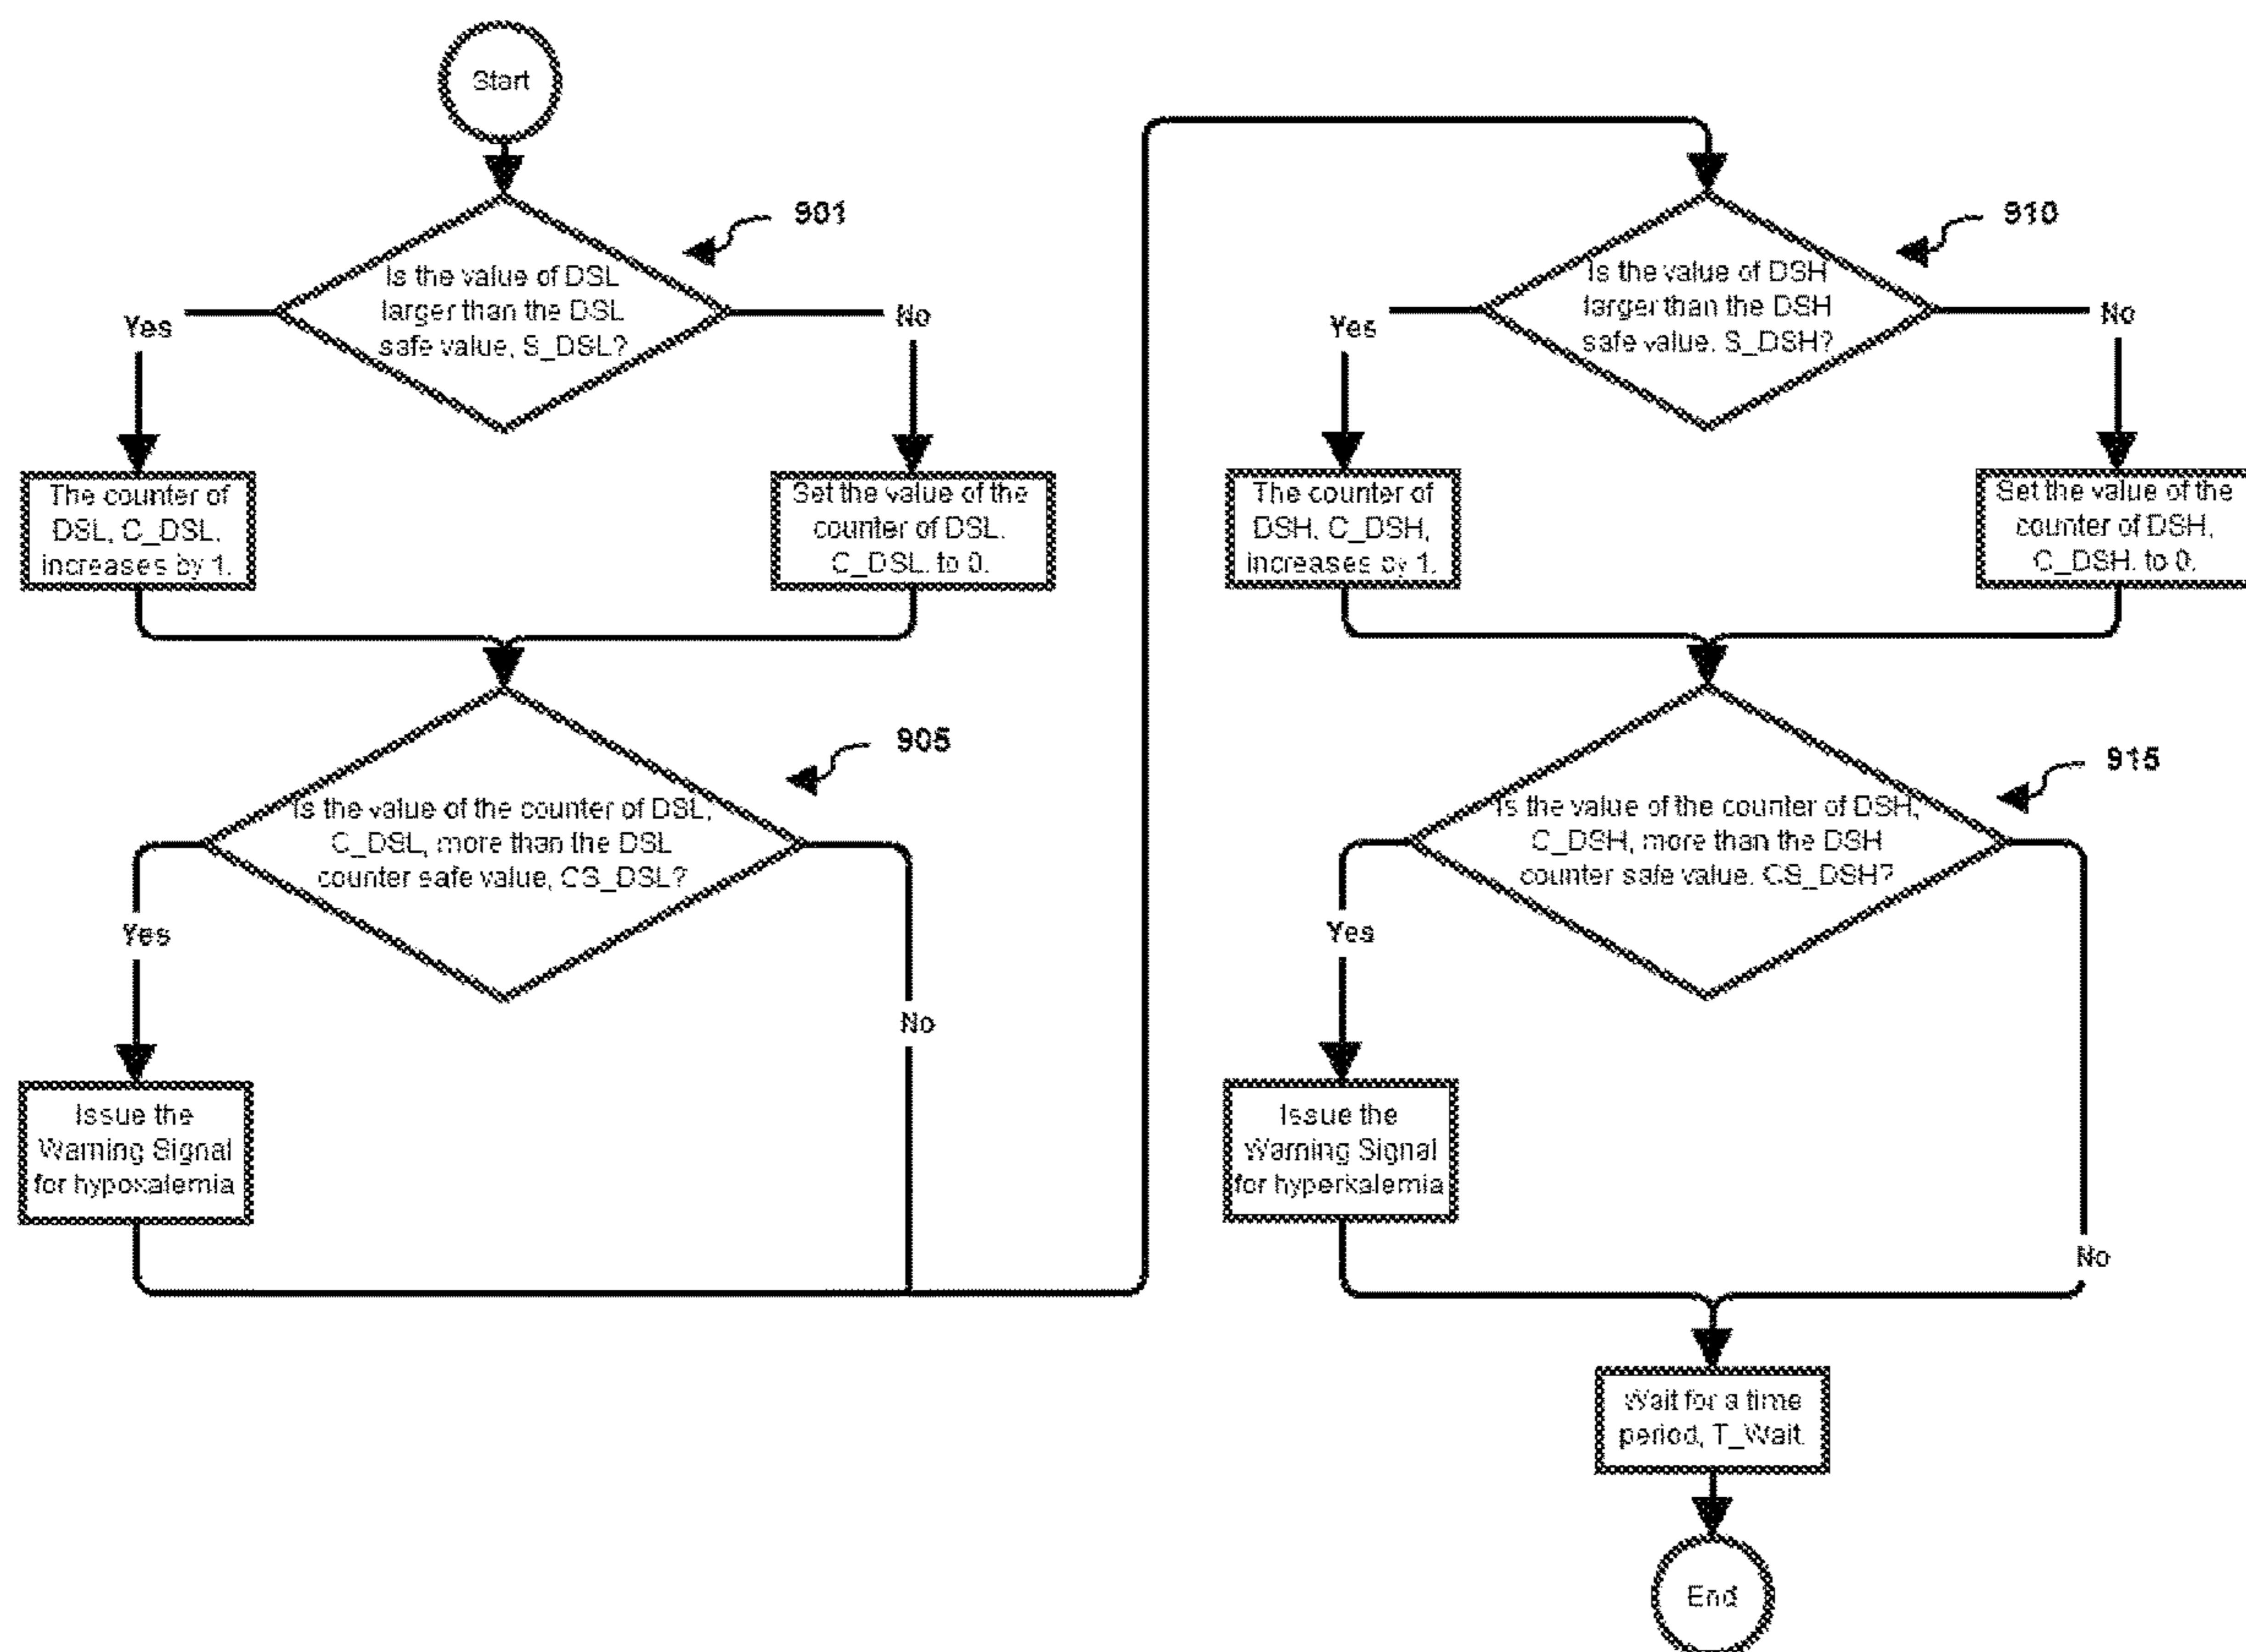 Start
901
Is the value of DSL
larger than the DSL
safe value, S_DSL?
Yes
No
The counter of
DSL, C_DSL,
increases by 1.
Set the value of the
counter of DSL,
C_DSL, to 0.
905
Is the value of the counter of DSL,
C_DSL, more than the DSL
counter safe value, CS_DSL?
Yes
No
Issue the
Warning Signal
for hypokalemia
910
Is the value of DSH
larger than the DSH
safe value, S_DSH?
Yes
No
The counter of
DSH, C_DSH,
increases by 1.
Set the value of the
counter of DSH,
C_DSH, to 0.
915
Is the value of the counter of DSH,
C_DSH, more than the DSH
counter safe value, CS_DSH?
Yes
No
Issue the
Warning Signal
for hyperkalemia
Wait for a time
period, T_Wait.
End